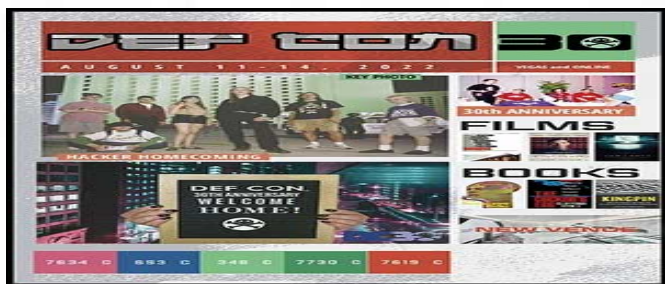 DEF CON 30
AUGUST 11-14, 2022
VEGAS and ONLINE
KEY PHOTO
HACKER HOMECOMING
30th ANNIVERSARY
FILMS
BOOKS
KINGPIN
DEF CON
30TH ANNIVERSARY
WELCOME
HOME!
NEW VENUE
7634 C
653 C
346 C
7730 C
7619 C